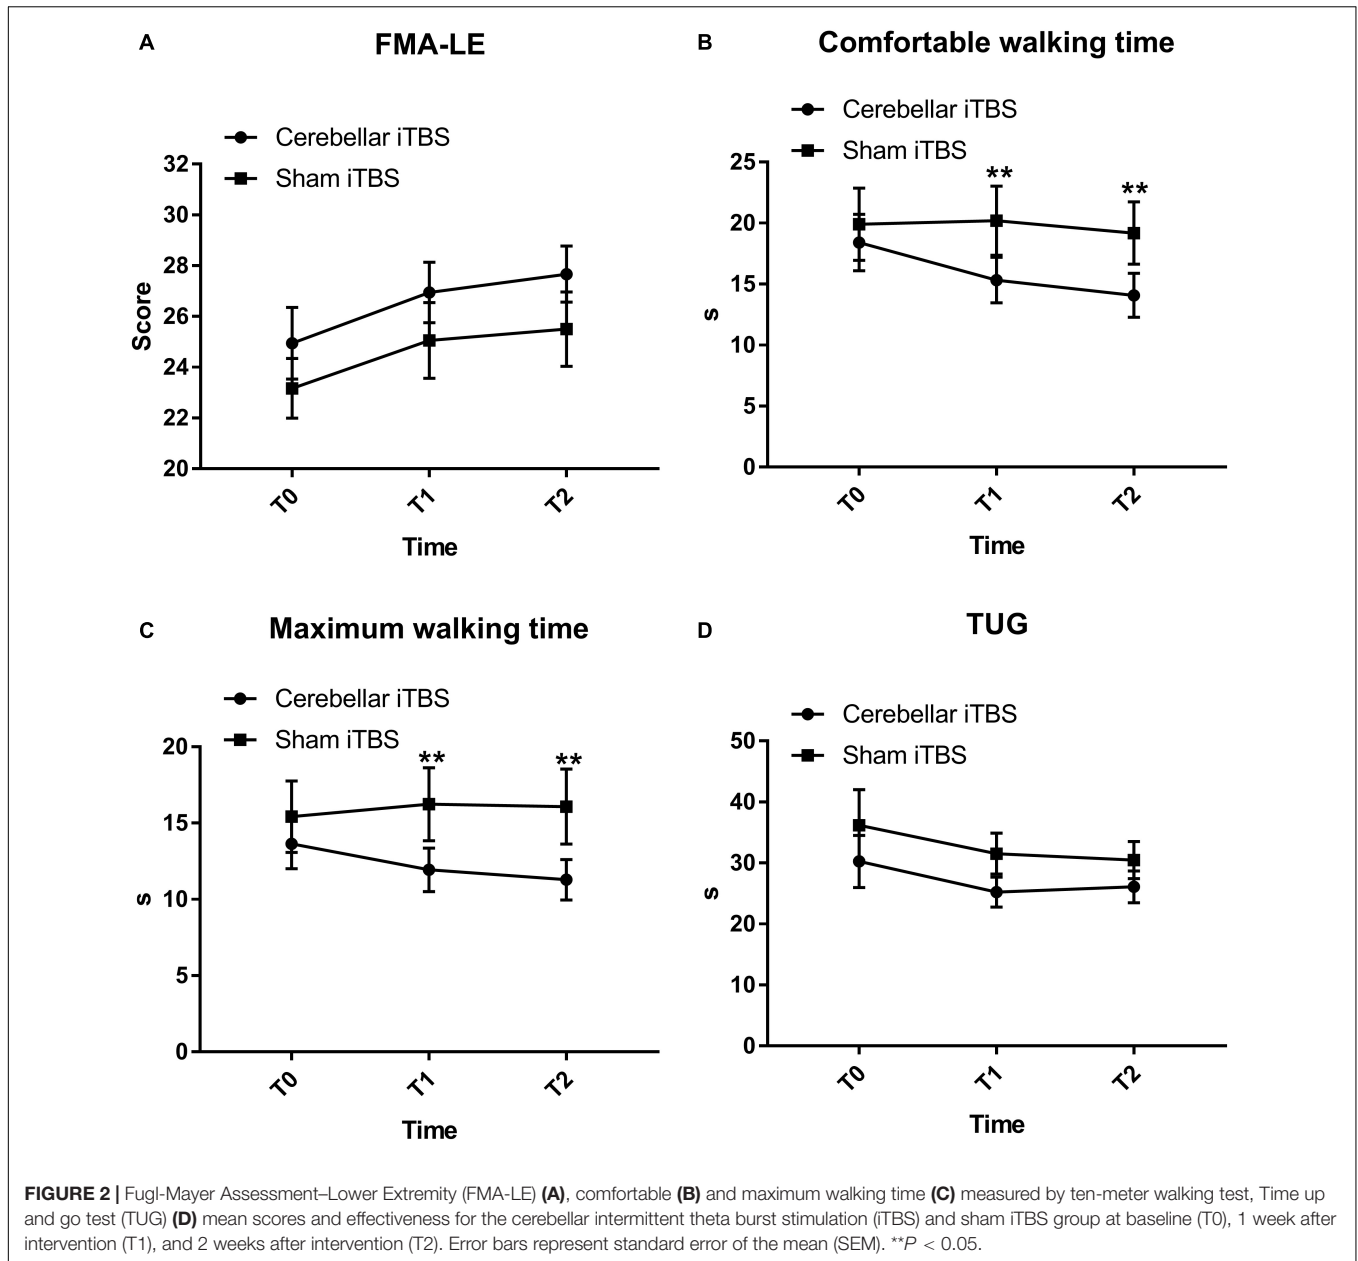 A
FMA-LE
Cerebellar iTBS
Sham iTBS
32
30
28
26
24
22
20
Score
T0
T1
T2
Time
B
Comfortable walking time
Cerebellar iTBS
Sham iTBS
25
20
15
10
5
0
s
**
**
T0
T1
T2
Time
C
Maximum walking time
Cerebellar iTBS
Sham iTBS
20
15
10
5
0
s
**
**
T0
T1
T2
Time
D
TUG
Cerebellar iTBS
Sham iTBS
50
40
30
20
10
0
s
T0
T1
T2
Time
FIGURE 2 | Fugl-Mayer Assessment–Lower Extremity (FMA-LE) (A), comfortable (B) and maximum walking time (C) measured by ten-meter walking test, Time up
and go test (TUG) (D) mean scores and effectiveness for the cerebellar intermittent theta burst stimulation (iTBS) and sham iTBS group at baseline (T0), 1 week after
intervention (T1), and 2 weeks after intervention (T2). Error bars represent standard error of the mean (SEM). **P < 0.05.